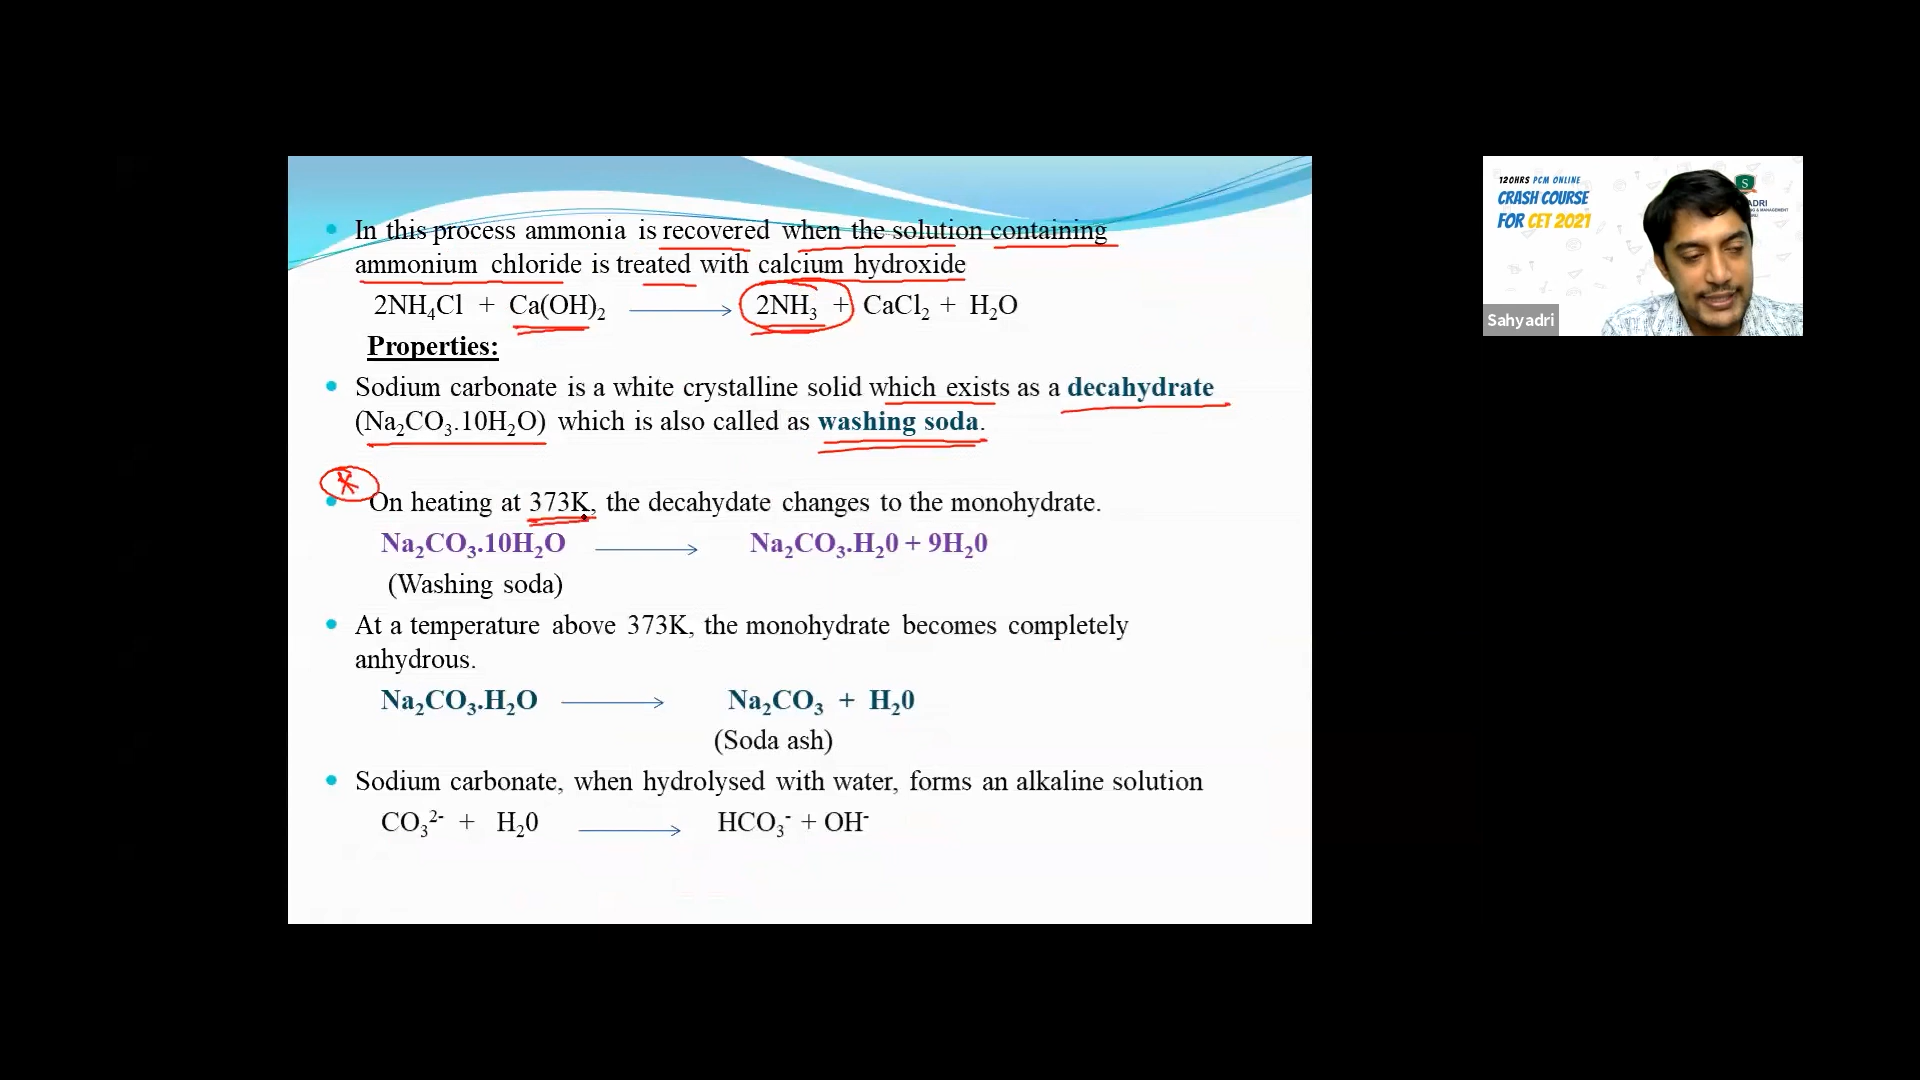 In this process ammonia is recovered when the solution containing
ammonium chloride is treated with calcium hydroxide
2NH₄Cl + Ca(OH)₂ ⟶ 2NH₃ + CaCl₂ + H₂O
Properties:
Sodium carbonate is a white crystalline solid which exists as a decahydrate
(Na₂CO₃.10H₂O) which is also called as washing soda.
On heating at 373K, the decahydate changes to the monohydrate.
Na₂CO₃.10H₂O ⟶ Na₂CO₃.H₂0 + 9H₂0
(Washing soda)
At a temperature above 373K, the monohydrate becomes completely
anhydrous.
Na₂CO₃.H₂O ⟶ Na₂CO₃ + H₂0
(Soda ash)
Sodium carbonate, when hydrolysed with water, forms an alkaline solution
CO₃²⁻ + H₂0 ⟶ HCO₃⁻ + OH⁻
120HRS PCM ONLINE
CRASH COURSE
FOR CET 2021
S
ADRI
Sahyadri